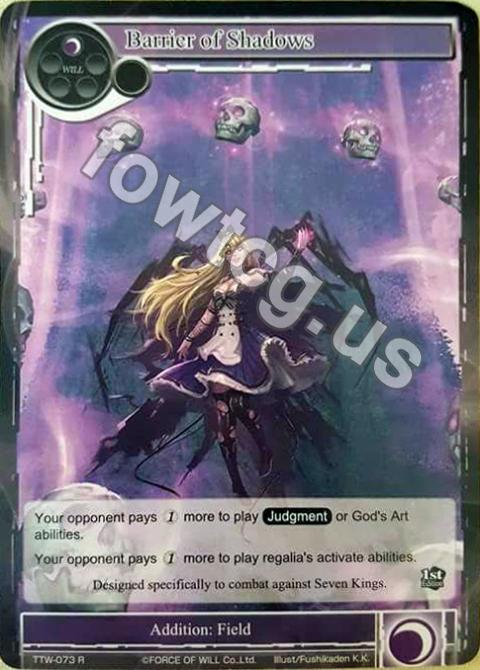 Barrier of Shadows
WILL
fowtcg.us
Your opponent pays 1 more to play Judgment or God's Art
abilities.
Your opponent pays 1 more to play regalia's activate abilities.
Designed specifically to combat against Seven Kings.
1st
Edition
Addition: Field
TTW-073 R ©FORCE OF WILL Co.,Ltd. Illust/Fushikaden K.K.